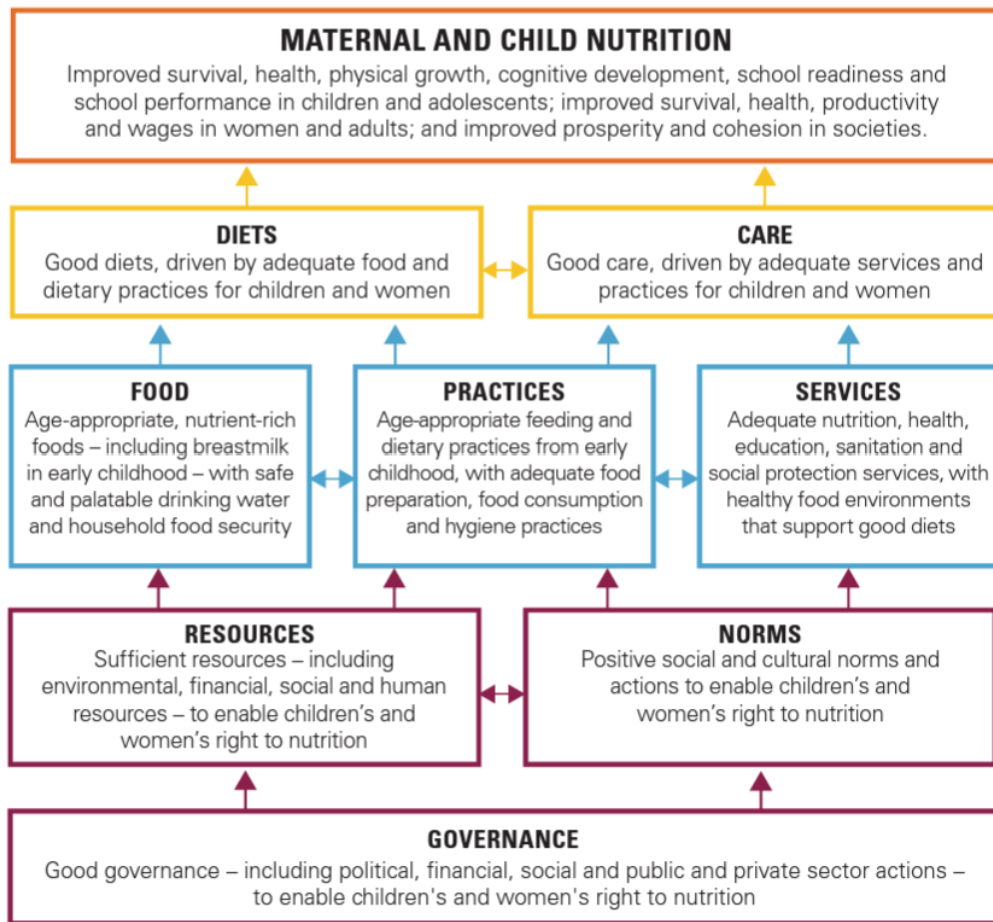 MATERNAL AND CHILD NUTRITION
Improved survival, health, physical growth, cognitive development, school readiness and
school performance in children and adolescents; improved survival, health, productivity
and wages in women and adults; and improved prosperity and cohesion in societies.
DIETS
Good diets, driven by adequate food and
dietary practices for children and women
CARE
Good care, driven by adequate services and
practices for children and women
FOOD
Age-appropriate, nutrient-rich
foods – including breastmilk
in early childhood – with safe
and palatable drinking water
and household food security
PRACTICES
Age-appropriate feeding and
dietary practices from early
childhood, with adequate food
preparation, food consumption
and hygiene practices
SERVICES
Adequate nutrition, health,
education, sanitation and
social protection services, with
healthy food environments
that support good diets
RESOURCES
Sufficient resources – including
environmental, financial, social and human
resources – to enable children’s and
women’s right to nutrition
NORMS
Positive social and cultural norms and
actions to enable children’s and
women’s right to nutrition
GOVERNANCE
Good governance – including political, financial, social and public and private sector actions –
to enable children's and women's right to nutrition